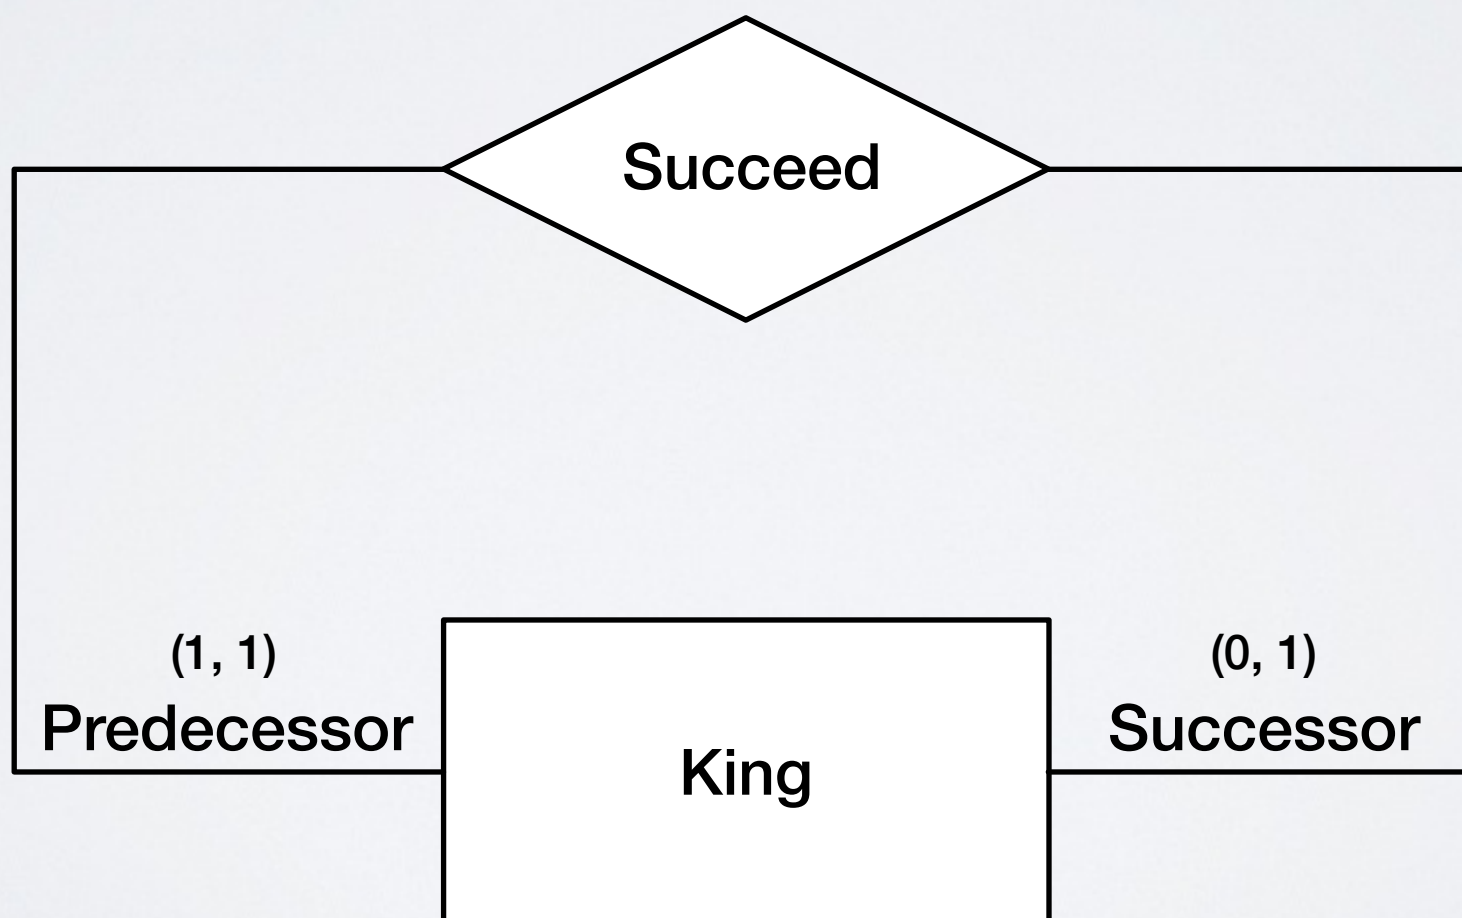 Succeed
(1, 1)
Predecessor
King
(0, 1)
Successor